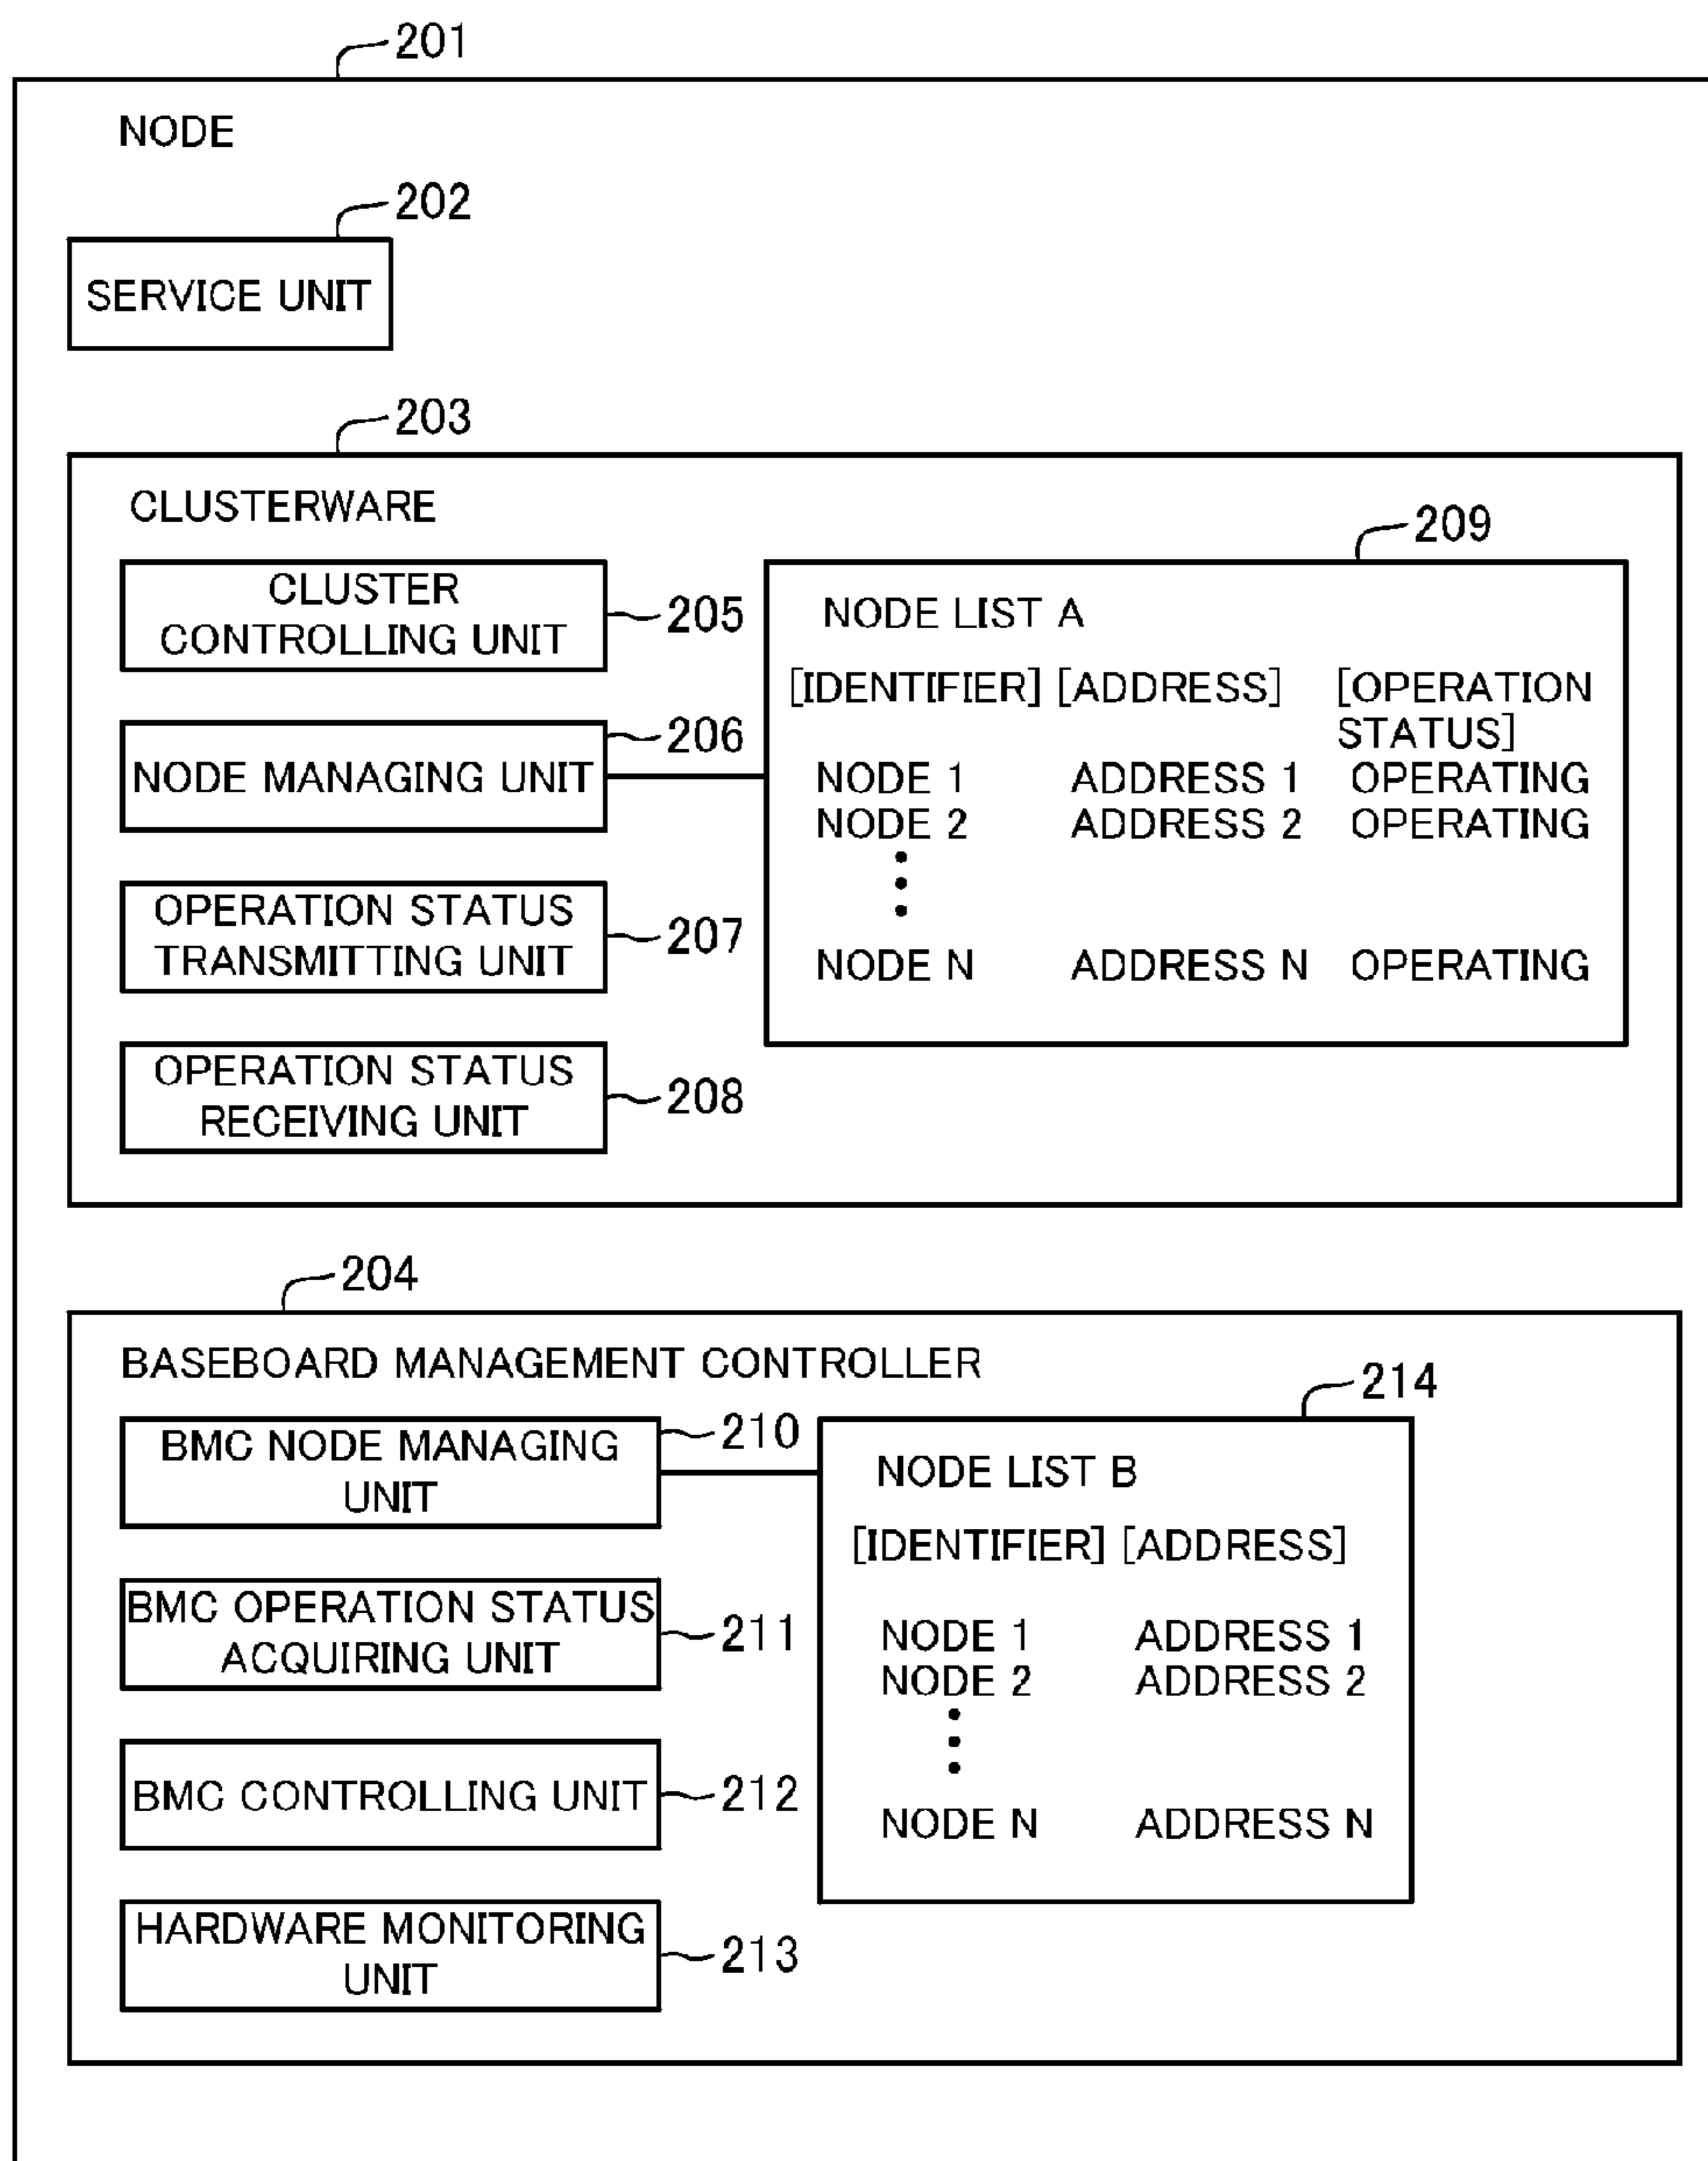 201
NODE
202
SERVICE UNIT
203
CLUSTERWARE
209
CLUSTER
CONTROLLING UNIT
205
NODE MANAGING UNIT
206
OPERATION STATUS
TRANSMITTING UNIT
207
OPERATION STATUS
RECEIVING UNIT
208
NODE LIST A
[IDENTIFIER] [ADDRESS] [OPERATION
STATUS]
NODE 1 ADDRESS 1 OPERATING
NODE 2 ADDRESS 2 OPERATING
NODE N ADDRESS N OPERATING
204
BASEBOARD MANAGEMENT CONTROLLER
214
BMC NODE MANAGING
UNIT
210
BMC OPERATION STATUS
ACQUIRING UNIT
211
BMC CONTROLLING UNIT
212
HARDWARE MONITORING
UNIT
213
NODE LIST B
[IDENTIFIER] [ADDRESS]
NODE 1 ADDRESS 1
NODE 2 ADDRESS 2
NODE N ADDRESS N